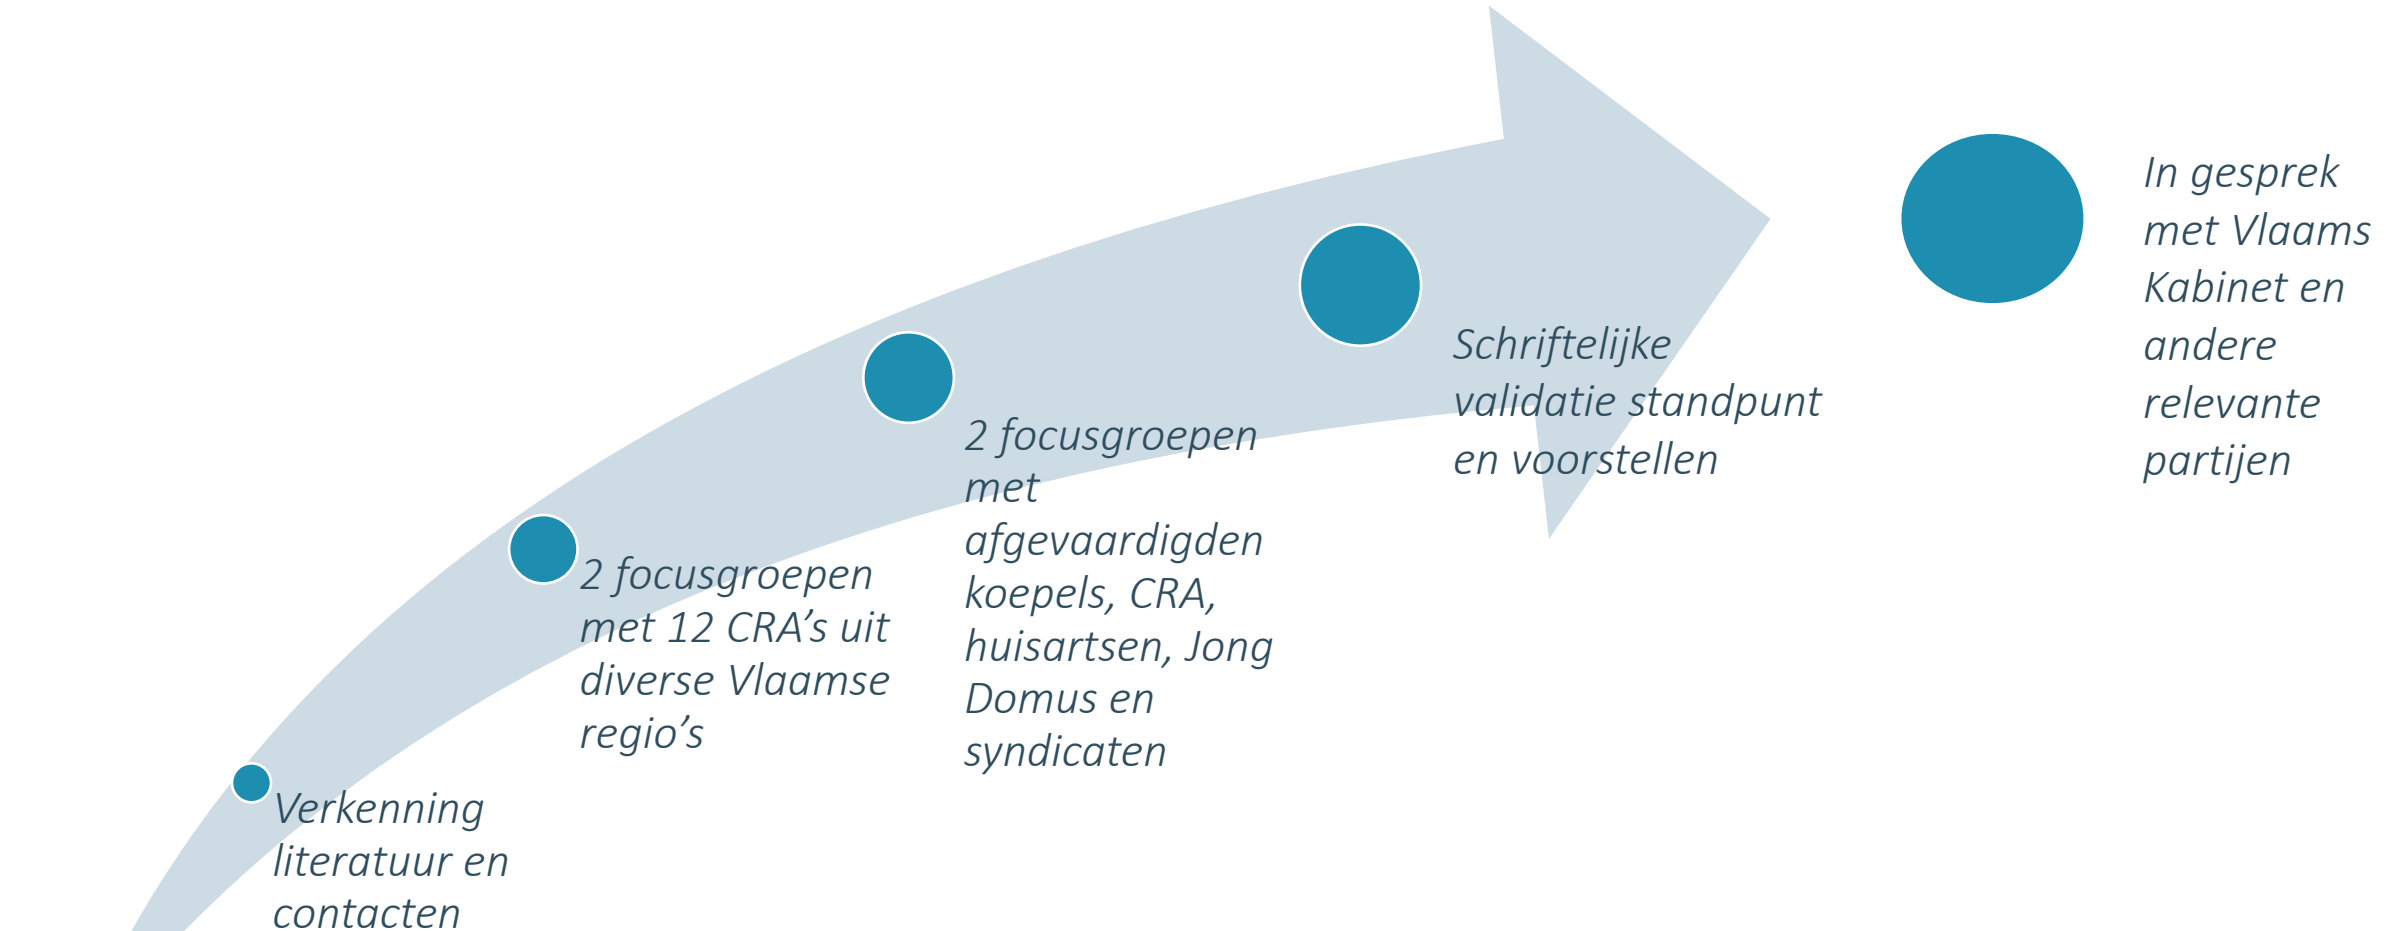 Verkenning
literatuur en
contacten
2 focusgroepen
met 12 CRA’s uit
diverse Vlaamse
regio’s
2 focusgroepen
met
afgevaardigden
koepels, CRA,
huisartsen, Jong
Domus en
syndicaten
Schriftelijke
validatie standpunt
en voorstellen
In gesprek
met Vlaams
Kabinet en
andere
relevante
partijen